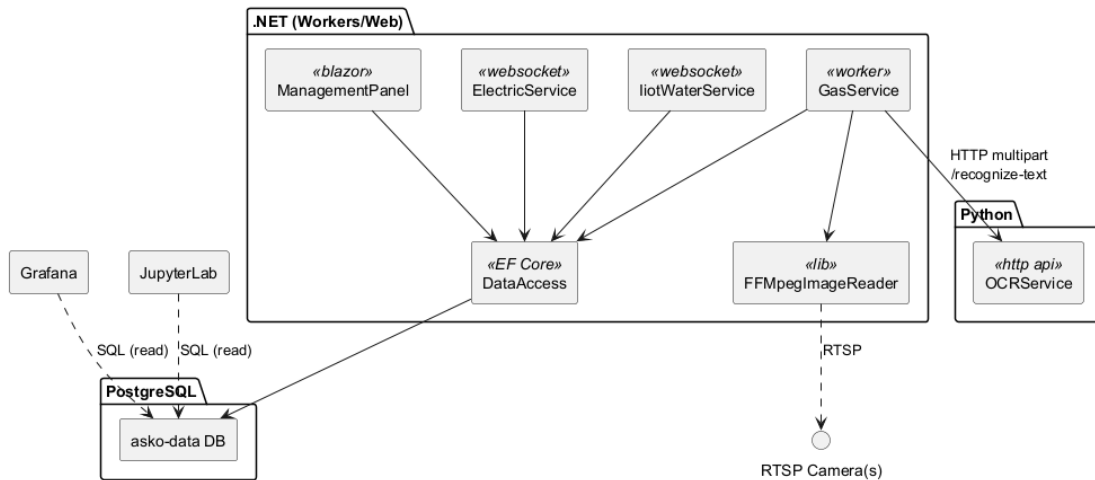 .NET (Workers/Web)
«blazor»
ManagementPanel
«websocket»
ElectricService
«websocket»
IiotWaterService
«worker»
GasService
HTTP multipart
/recognize-text
Python
«http api»
OCRService
Grafana
JupyterLab
«EF Core»
DataAccess
«lib»
FFMpegImageReader
SQL (read)
SQL (read)
RTSP
PostgreSQL
asko-data DB
RTSP Camera(s)